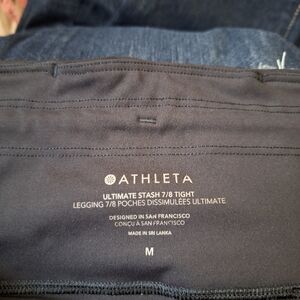 ATHLETA
ULTIMATE STASH 7/8 TIGHT
LEGGING 7/8 POCHES DISSIMULÉES ULTIMATE
DESIGNED IN SAN FRANCISCO
CONÇU À SAN FRANCISCO
MADE IN SRI LANKA
M